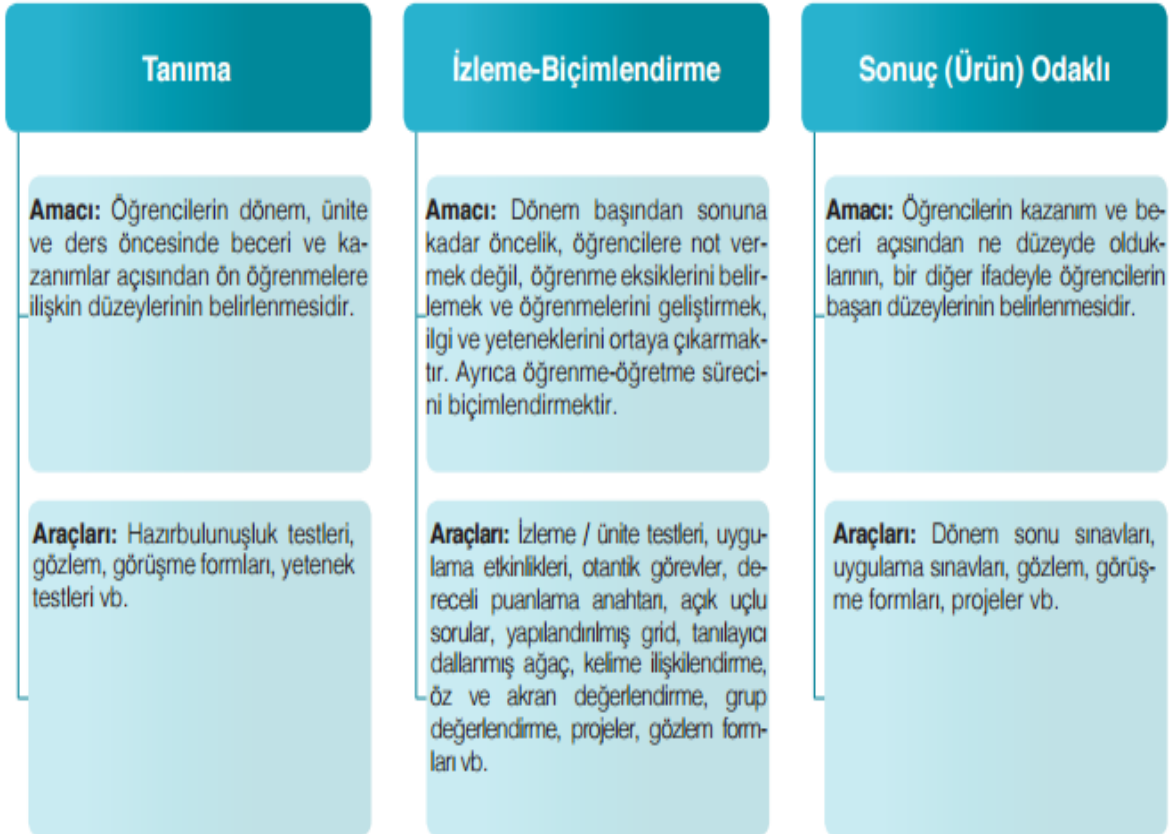 Tanıma
Amacı: Öğrencilerin dönem, ünite
ve ders öncesinde beceri ve ka-
zanımlar açısından ön öğrenmelere
ilişkin düzeylerinin belirlenmesidir.
Araçları: Hazırbulunuşluk testleri,
gözlem, görüşme formları, yetenek
testleri vb.
İzleme-Biçimlendirme
Amacı: Dönem başından sonuna
kadar öncelik, öğrencilere not ver-
mek değil, öğrenme eksiklerini belir-
lemek ve öğrenmelerini geliştirmek,
ilgi ve yeteneklerini ortaya çıkarmak-
tır. Ayrıca öğrenme-öğretme süreci-
ni biçimlendirmektir.
Araçları: İzleme / ünite testleri, uygu-
lama etkinlikleri, otantik görevler, de-
receli puanlama anahtarı, açık uçlu
sorular, yapılandırılmış grid, tanılayıcı
dallanmış ağaç, kelime ilişkilendirme,
öz ve akran değerlendirme, grup
değerlendirme, projeler, gözlem form-
ları vb.
Sonuç (Ürün) Odaklı
Amacı: Öğrencilerin kazanım ve be-
ceri açısından ne düzeyde olduk-
larının, bir diğer ifadeyle öğrencilerin
başarı düzeylerinin belirlenmesidir.
Araçları: Dönem sonu sınavları,
uygulama sınavları, gözlem, görüş-
me formları, projeler vb.